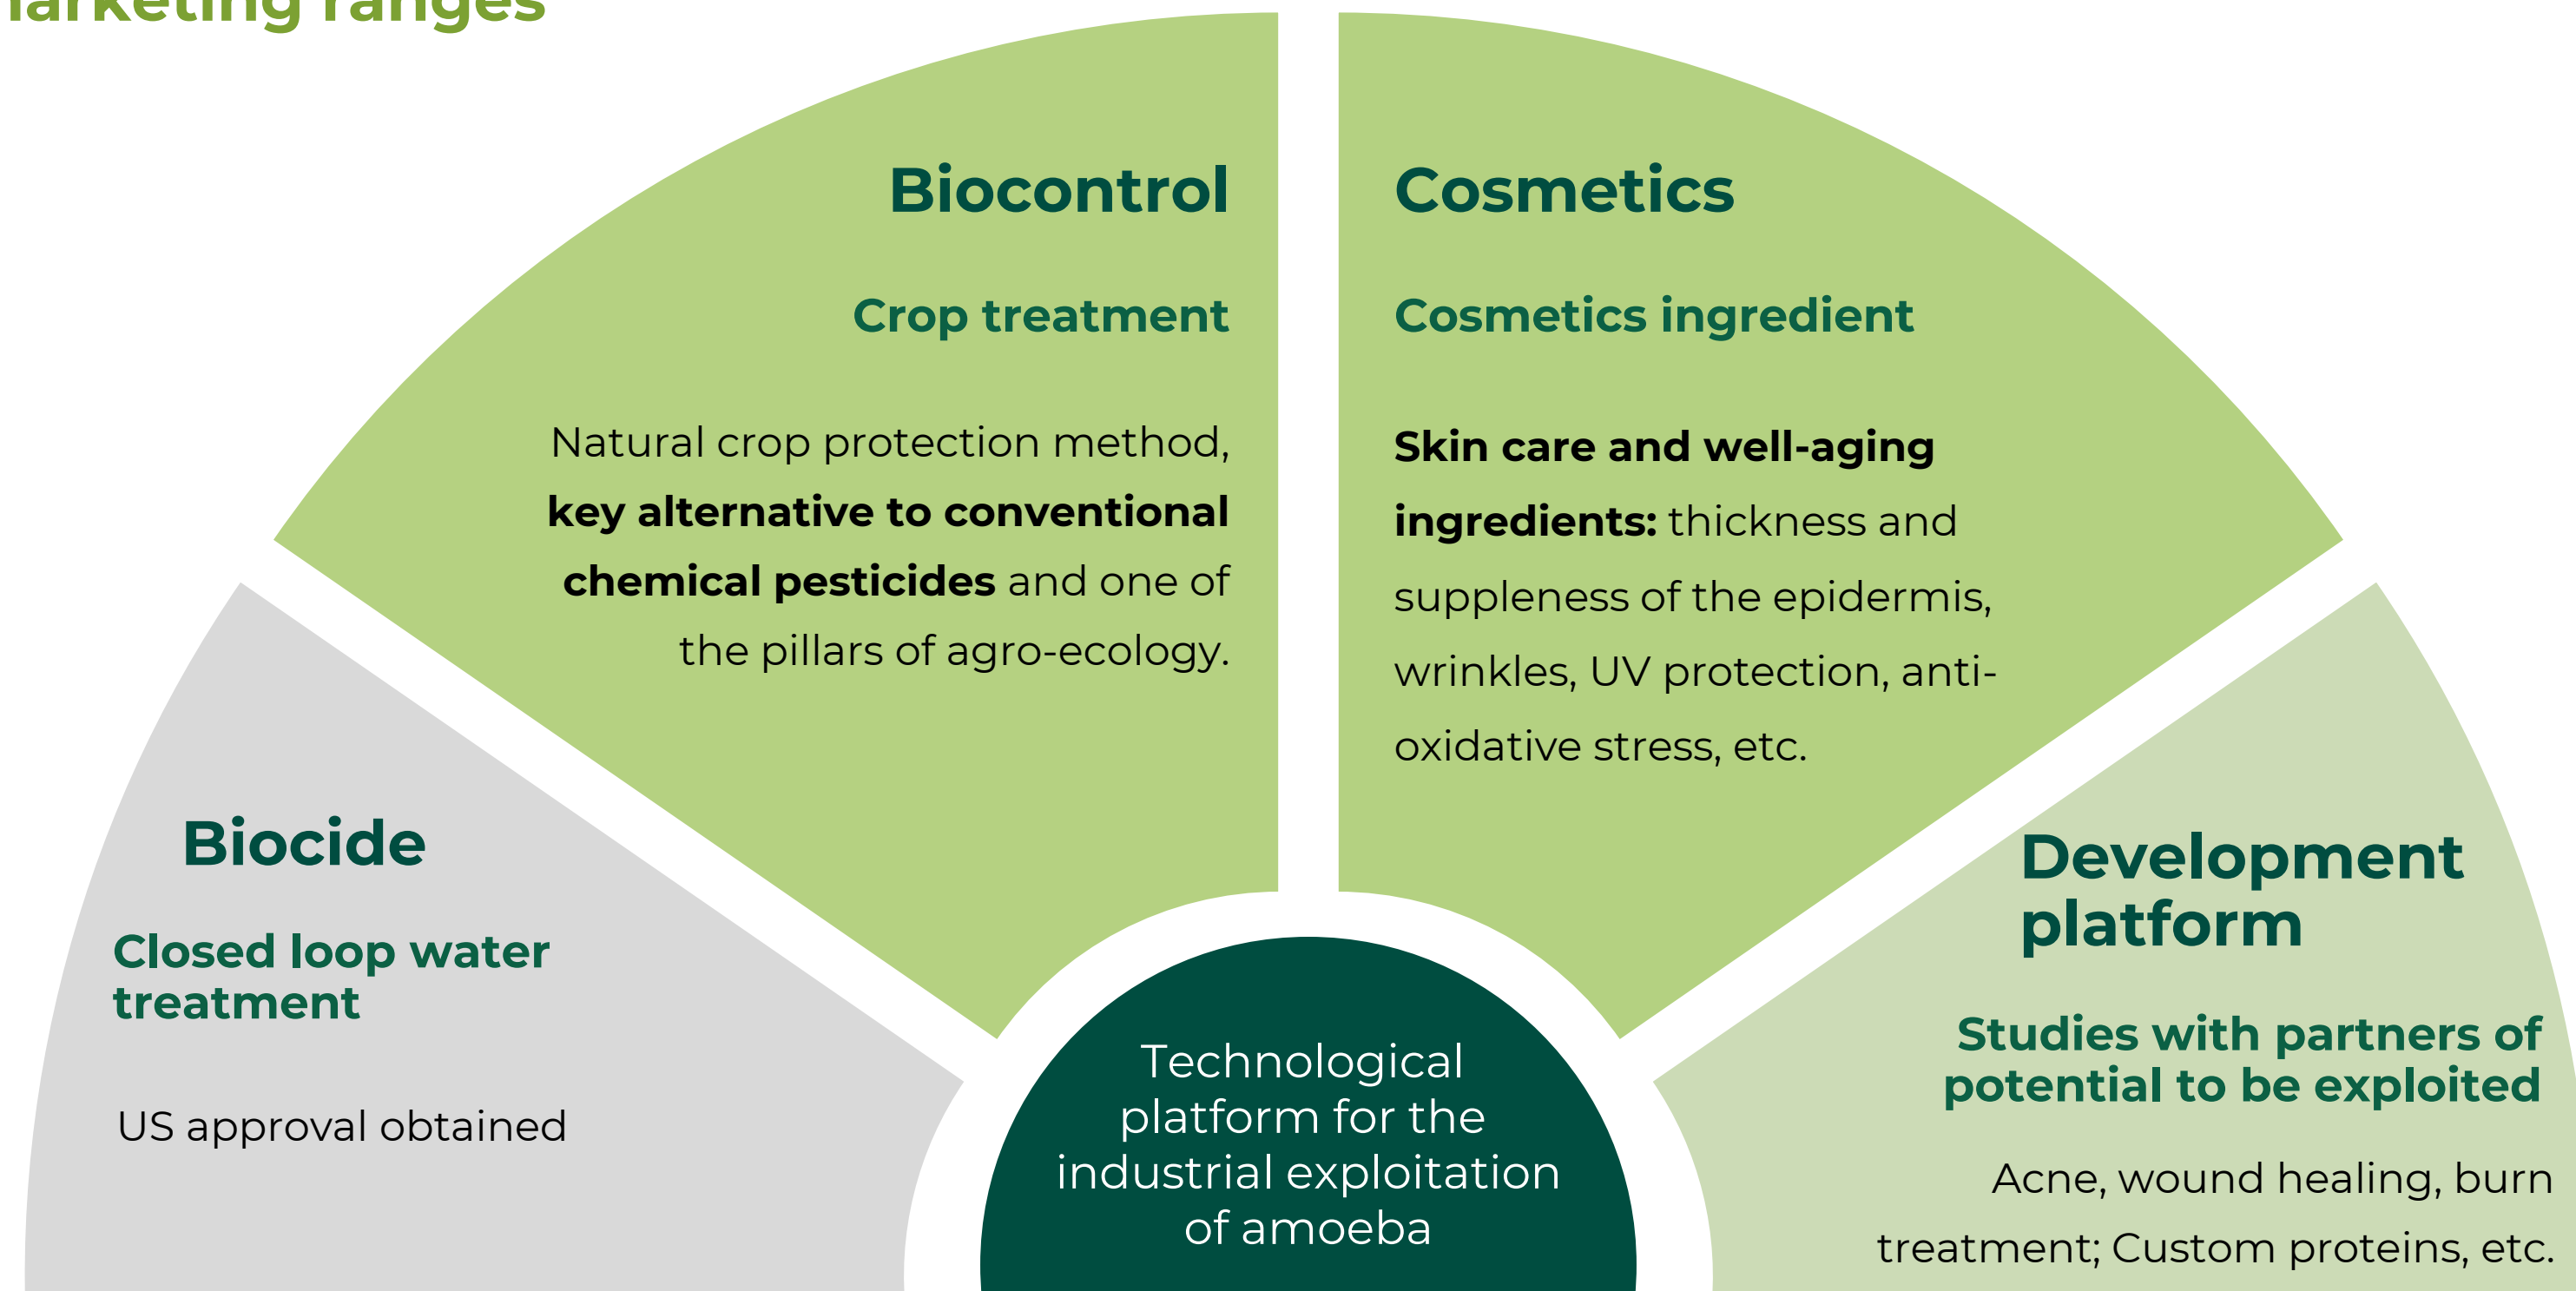 arketing ranges
Biocontrol
Crop treatment
Natural crop protection method,
key alternative to conventional
chemical pesticides and one of
the pillars of agro-ecology.
Cosmetics
Cosmetics ingredient
Skin care and well-aging
ingredients: thickness and
suppleness of the epidermis,
wrinkles, UV protection, anti-
oxidative stress, etc.
Biocide
Closed loop water
treatment
US approval obtained
Technological
platform for the
industrial exploitation
of amoeba
Development
platform
Studies with partners of
potential to be exploited
Acne, wound healing, burn
treatment; Custom proteins, etc.